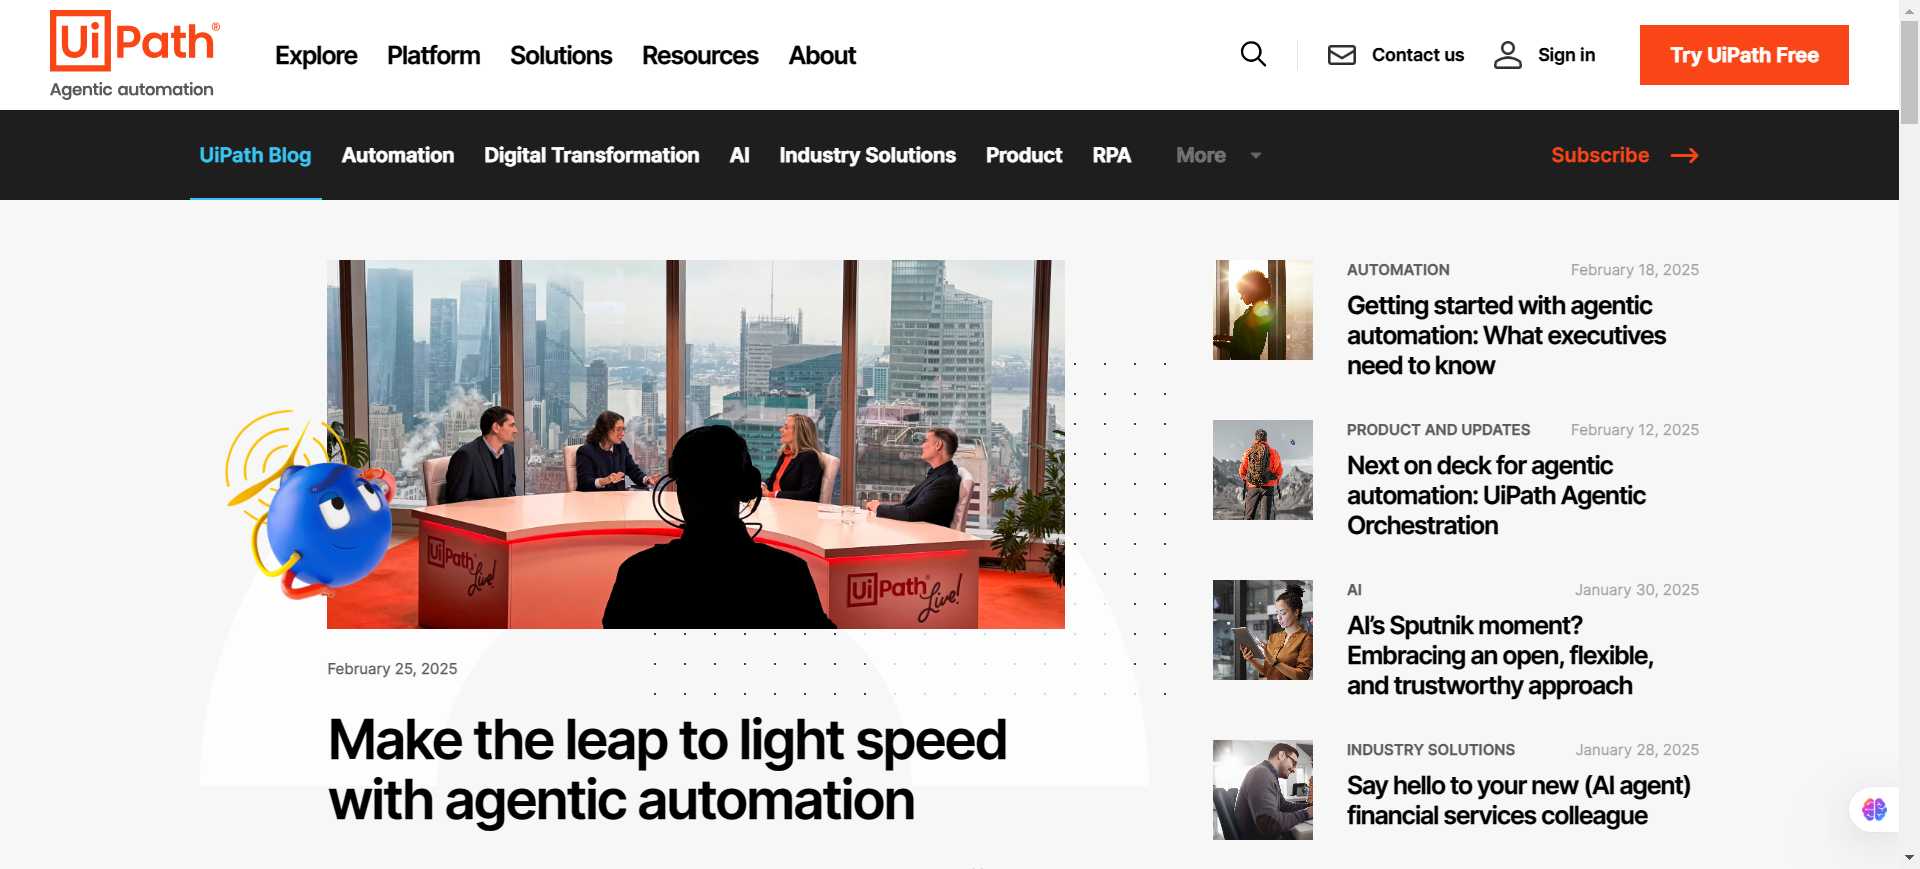 UiPath®
Agentic automation
Explore
Platform
Solutions
Resources
About
Contact us
Sign in
Try UiPath Free
UiPath Blog
Automation
Digital Transformation
AI
Industry Solutions
Product
RPA
More
Subscribe
UiPath®
Live!
UiPath®
Live!
February 25, 2025
Make the leap to light speed
with agentic automation
AUTOMATION
February 18, 2025
Getting started with agentic
automation: What executives
need to know
PRODUCT AND UPDATES
February 12, 2025
Next on deck for agentic
automation: UiPath Agentic
Orchestration
AI
January 30, 2025
AI’s Sputnik moment?
Embracing an open, flexible,
and trustworthy approach
INDUSTRY SOLUTIONS
January 28, 2025
Say hello to your new (AI agent)
financial services colleague